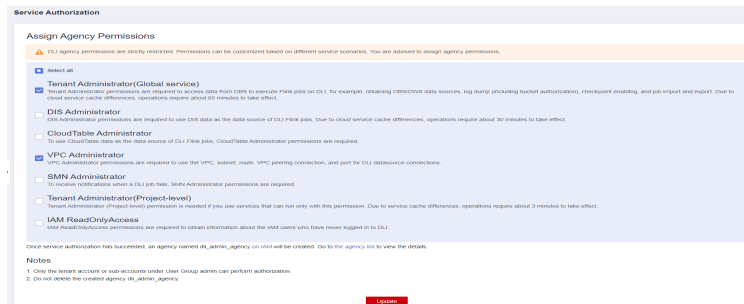 Service Authorization
Assign Agency Permissions
DLI agency permissions are strictly restricted. Permissions can be customized based on different service scenarios. You are advised to assign agency permissions.
Select all
Tenant Administrator(Global service)
Tenant Administrator permissions are required to access data from OBS to execute Flink jobs on DLI, for example, obtaining OBS/DWS data sources, log dump (including bucket authorization), checkpoint enabling, and job import and export. Due to
cloud service cache differences, operations require about 60 minutes to take effect.
DIS Administrator
DIS Administrator permissions are required to use DIS data as the data source of DLI Flink jobs. Due to cloud service cache differences, operations require about 30 minutes to take effect.
CloudTable Administrator
To use CloudTable data as the data source of DLI Flink jobs, CloudTable Administrator permissions are required.
VPC Administrator
VPC Administrator permissions are required to use the VPC, subnet, route, VPC peering connection, and port for DLI datasource connections.
SMN Administrator
To receive notifications when a DLI job fails, SMN Administrator permissions are required.
Tenant Administrator(Project-level)
Tenant Administrator (Project-level) permission is needed if you use services that can run only with this permission. Due to service cache differences, operations require about 3 minutes to take effect.
IAM ReadOnlyAccess
IAM ReadOnlyAccess permissions are required to obtain information about the IAM users who have never logged in to DLI.
Once service authorization has succeeded, an agency named dli_admin_agency on IAM will be created. Go to the agency list to view the details.
Notes
1. Only the tenant account or sub-accounts under User Group admin can perform authorization.
2. Do not delete the created agency dli_admin_agency.
Update